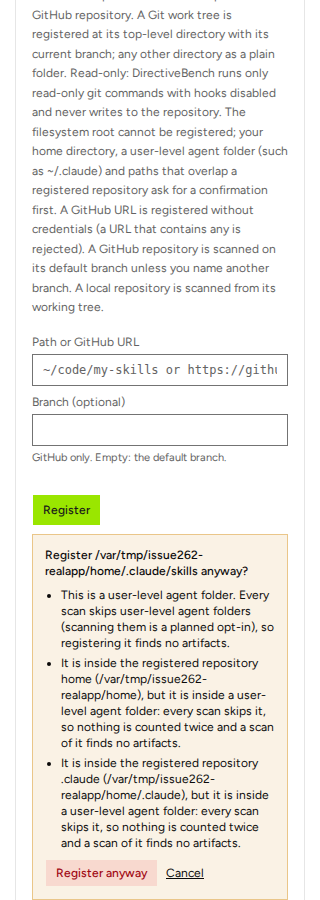 GitHub repository. A Git work tree is
registered at its top-level directory with its
current branch; any other directory as a plain
folder. Read-only: DirectiveBench runs only
read-only git commands with hooks disabled
and never writes to the repository. The
filesystem root cannot be registered; your
home directory, a user-level agent folder (such
as ~/.claude) and paths that overlap a
registered repository ask for a confirmation
first. A GitHub URL is registered without
credentials (a URL that contains any is
rejected). A GitHub repository is scanned on
its default branch unless you name another
branch. A local repository is scanned from its
working tree.
Path or GitHub URL
~/code/my-skills or https://githu
Branch (optional)
GitHub only. Empty: the default branch.
Register
Register /var/tmp/issue262-
realapp/home/.claude/skills anyway?
• This is a user-level agent folder. Every
scan skips user-level agent folders
(scanning them is a planned opt-in), so
registering it finds no artifacts.
• It is inside the registered repository
home (/var/tmp/issue262-
realapp/home), but it is inside a user-
level agent folder: every scan skips it,
so nothing is counted twice and a scan
of it finds no artifacts.
• It is inside the registered repository
.claude (/var/tmp/issue262-
realapp/home/.claude), but it is inside
a user-level agent folder: every scan
skips it, so nothing is counted twice
and a scan of it finds no artifacts.
Register anyway Cancel